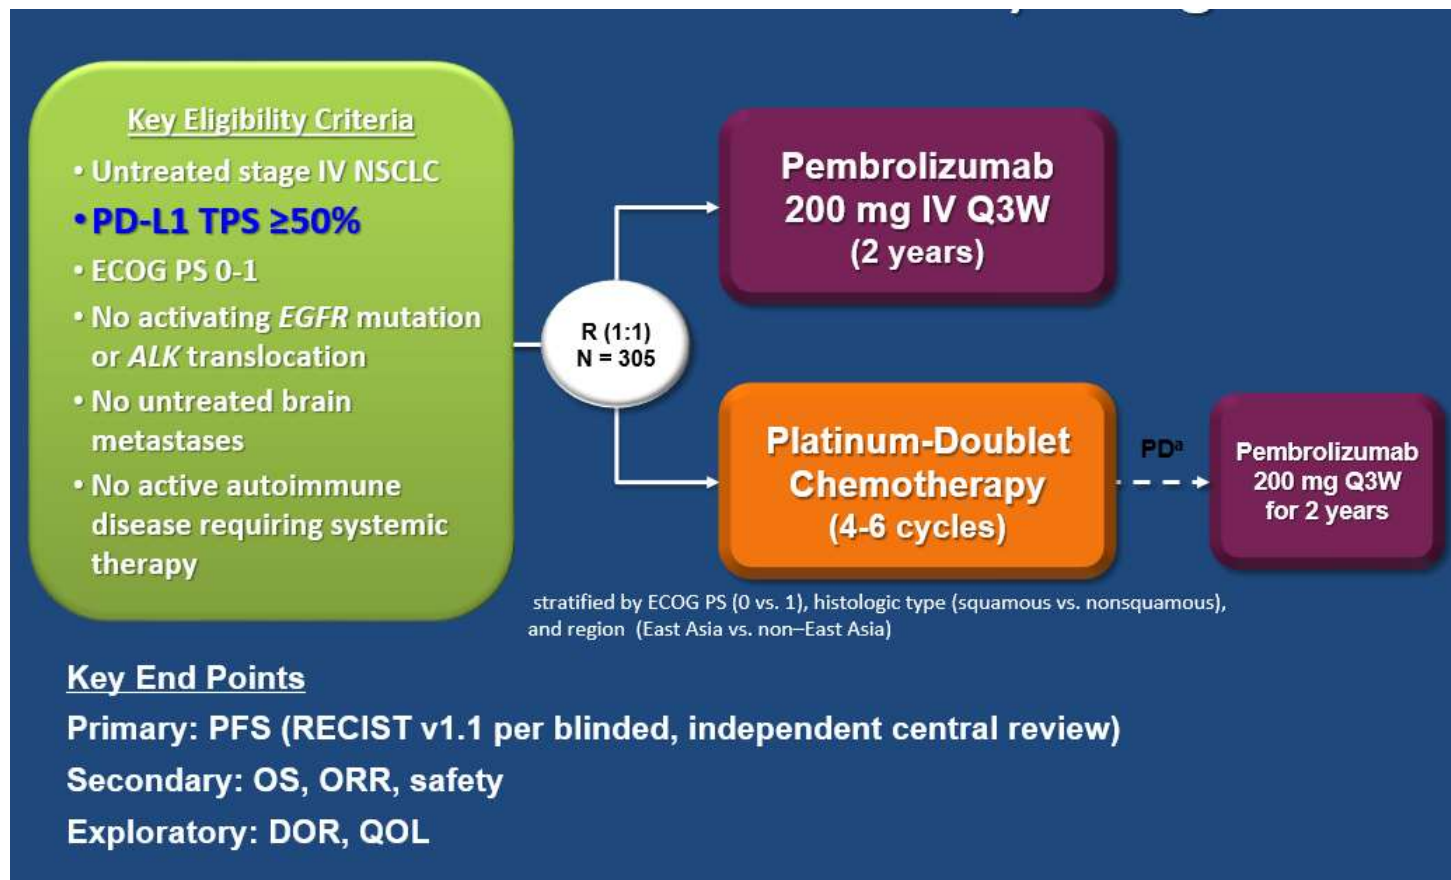 Key Eligibility Criteria
• Untreated stage IV NSCLC
• PD-L1 TPS ≥50%
• ECOG PS 0-1
• No activating EGFR mutation
or ALK translocation
• No untreated brain
metastases
• No active autoimmune
disease requiring systemic
therapy
R (1:1)
N = 305
Pembrolizumab
200 mg IV Q3W
(2 years)
Platinum-Doublet
Chemotherapy
(4-6 cycles)
PDᵃ
Pembrolizumab
200 mg Q3W
for 2 years
stratified by ECOG PS (0 vs. 1), histologic type (squamous vs. nonsquamous),
and region (East Asia vs. non–East Asia)
Key End Points
Primary: PFS (RECIST v1.1 per blinded, independent central review)
Secondary: OS, ORR, safety
Exploratory: DOR, QOL